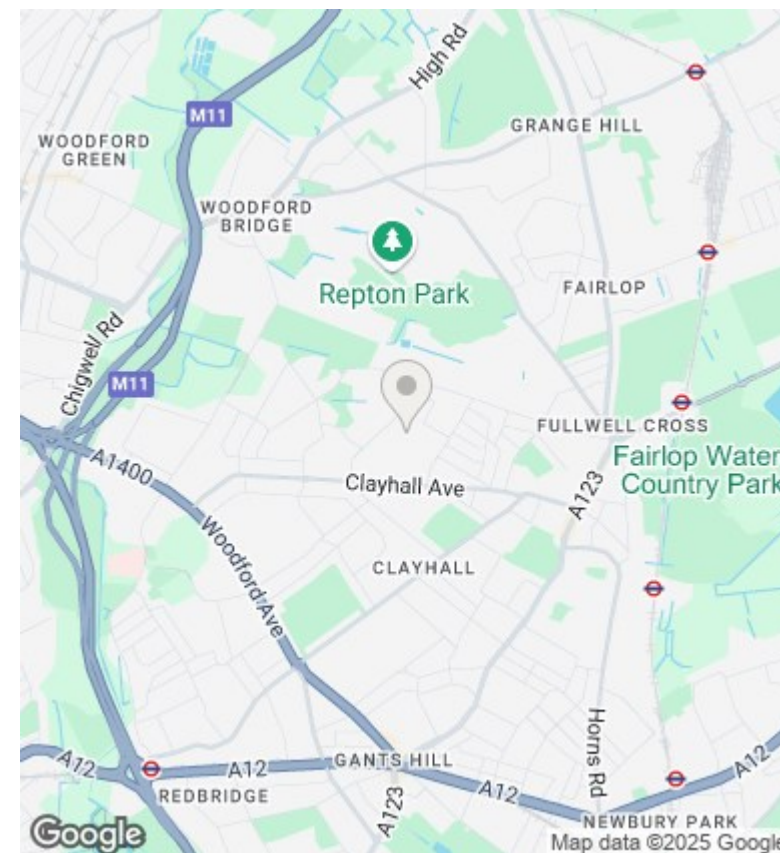 High Rd
M11
GRANGE HILL
WOODFORD
GREEN
WOODFORD
BRIDGE
FAIRLOP
Repton Park
Chigwell Rd
M11
FULLWELL CROSS
A1400
Fairlop Water
Country Park
Clayhall Ave
A123
Woodford Ave
CLAYHALL
Horns Rd
A12
GANTS HILL
A12
A12
A12
REDBRIDGE
A123
NEWBURY PARK
Google
Map data ©2025 Google